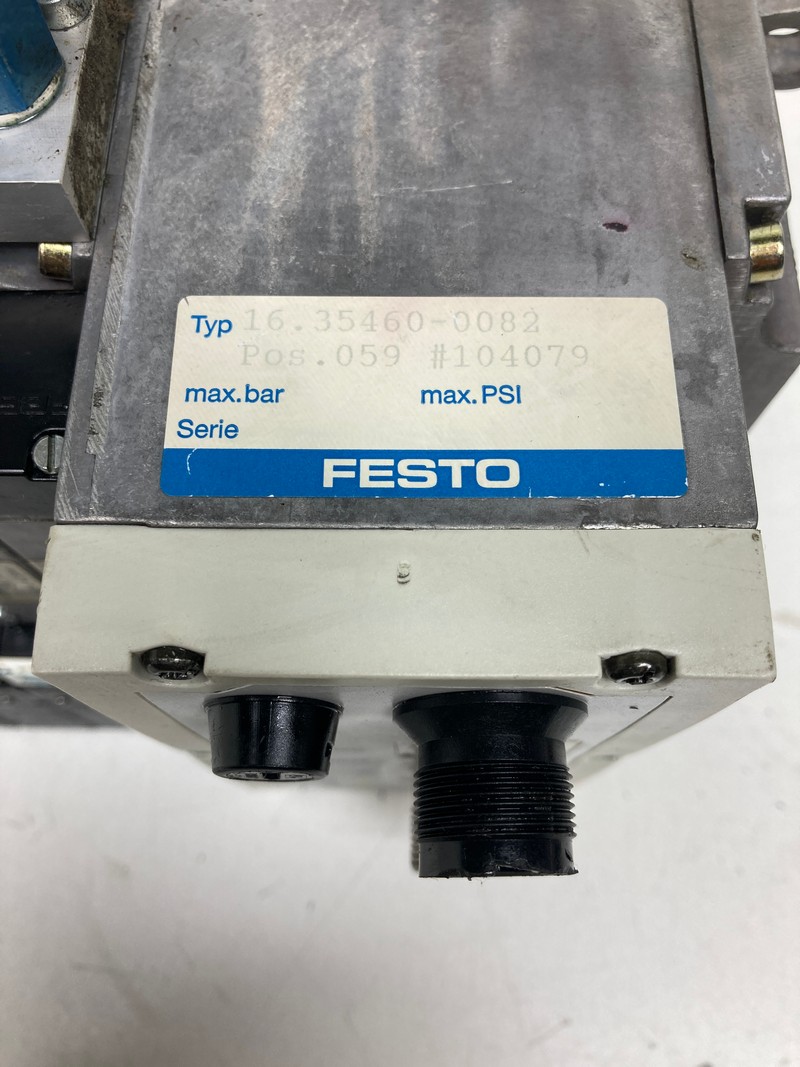 Typ 16.35460-0082
Pos.059 #104079
max.bar max.PSI
Serie
FESTO